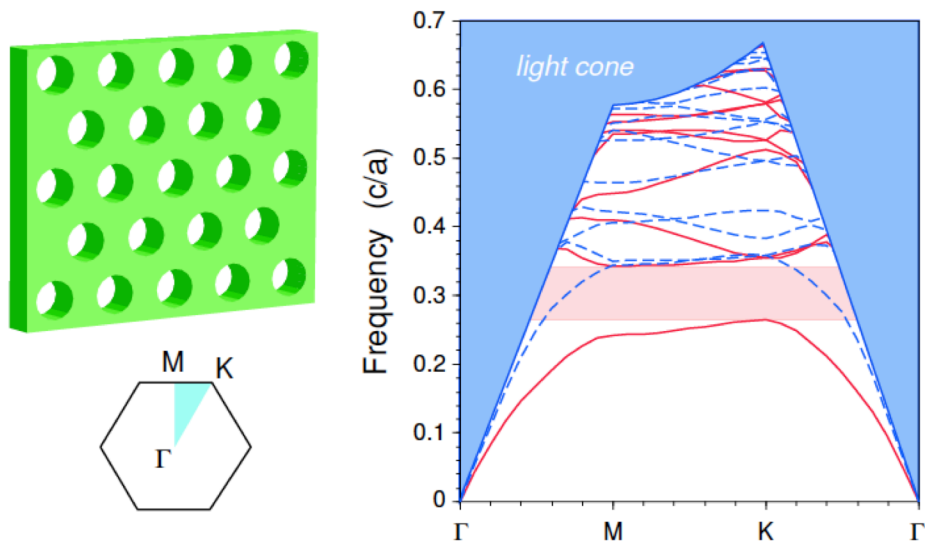 M
K
Γ
Frequency (c/a)
0.7
0.6
0.5
0.4
0.3
0.2
0.1
0
light cone
Γ
M
K
Γ